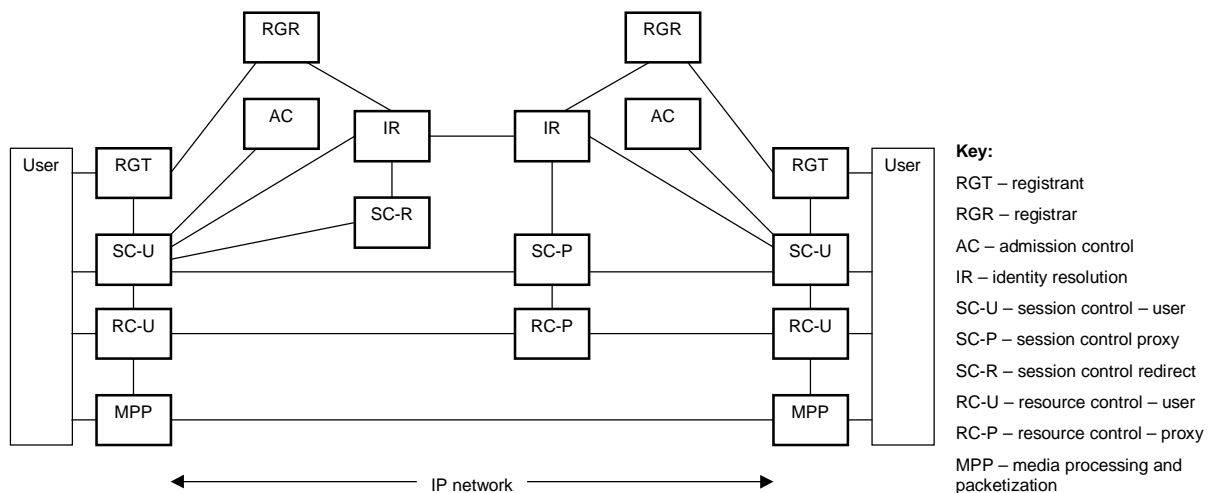 RGR
RGR
AC
IR
IR
AC
User
RGT
RGT
User
SC-R
SC-U
SC-P
SC-U
RC-U
RC-P
RC-U
MPP
MPP
IP network
Key:
RGT – registrant
RGR – registrar
AC – admission control
IR – identity resolution
SC-U – session control – user
SC-P – session control proxy
SC-R – session control redirect
RC-U – resource control – user
RC-P – resource control – proxy
MPP – media processing and
packetization